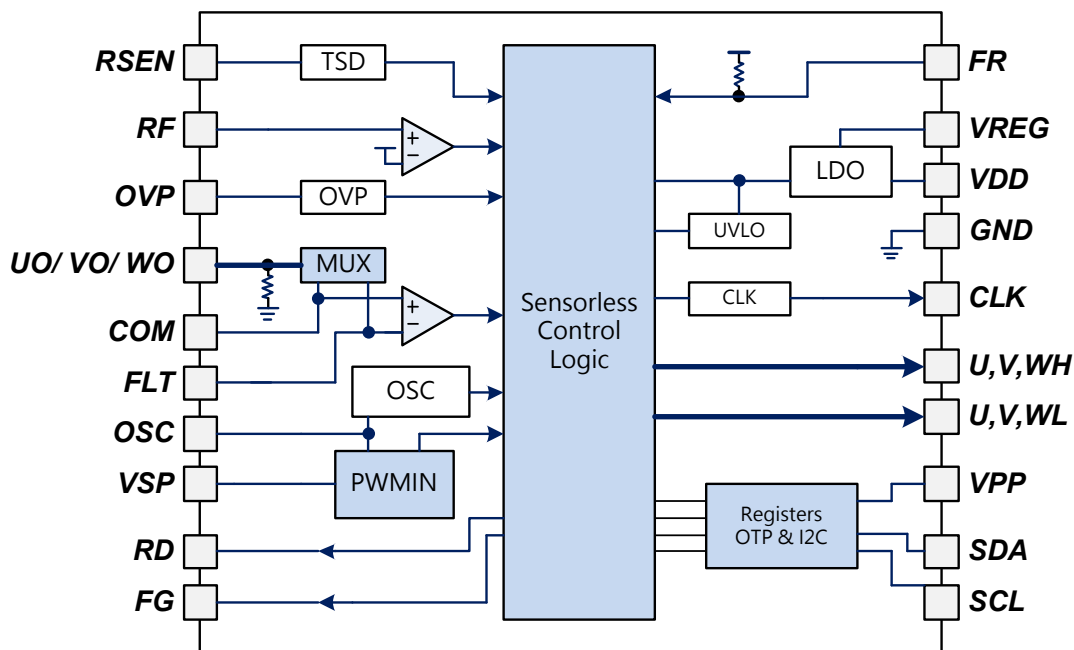 RSEN
TSD
FR
RF
+
−
VREG
LDO
VDD
OVP
OVP
UVLO
GND
UO/ VO/ WO
MUX
Sensorless
Control
Logic
CLK
CLK
COM
+
−
FLT
U,V,WH
OSC
OSC
U,V,WL
VSP
PWMIN
VPP
Registers
OTP & I2C
RD
SDA
FG
SCL